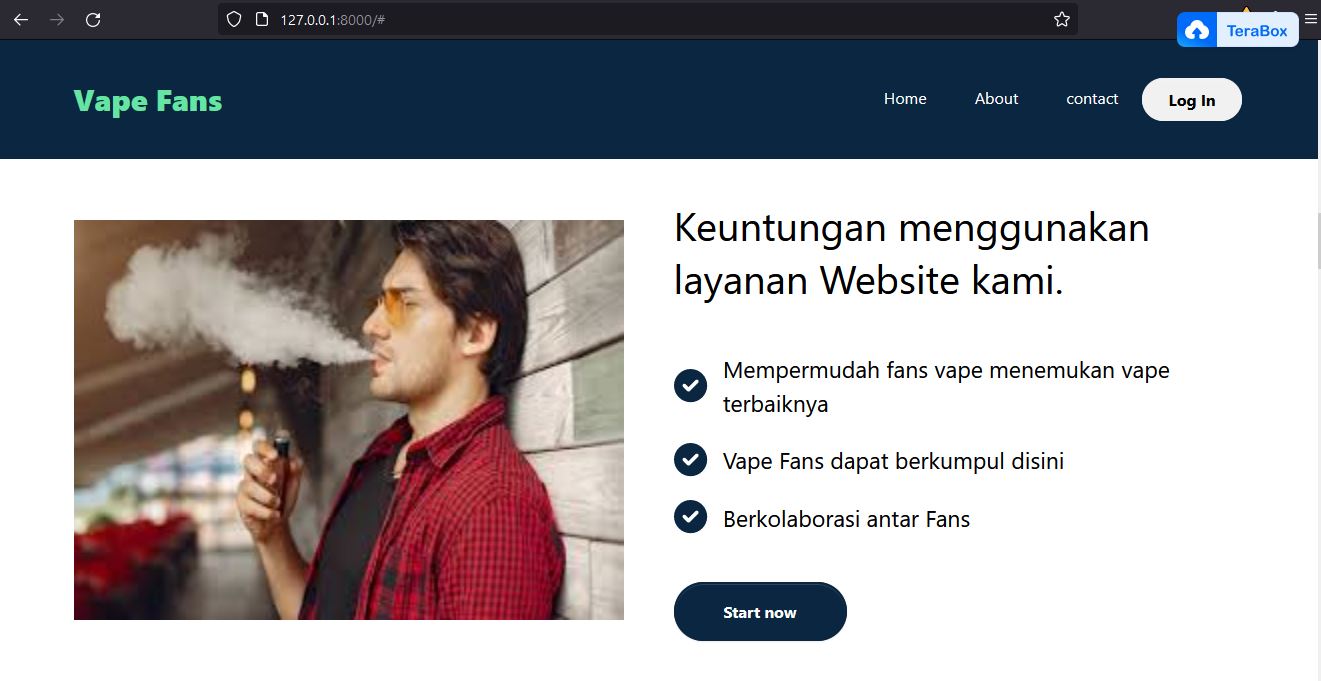 127.0.0.1:8000/#
TeraBox
Vape Fans
Home About contact Log In
Keuntungan menggunakan
layanan Website kami.
Mempermudah fans vape menemukan vape
terbaiknya
Vape Fans dapat berkumpul disini
Berkolaborasi antar Fans
Start now